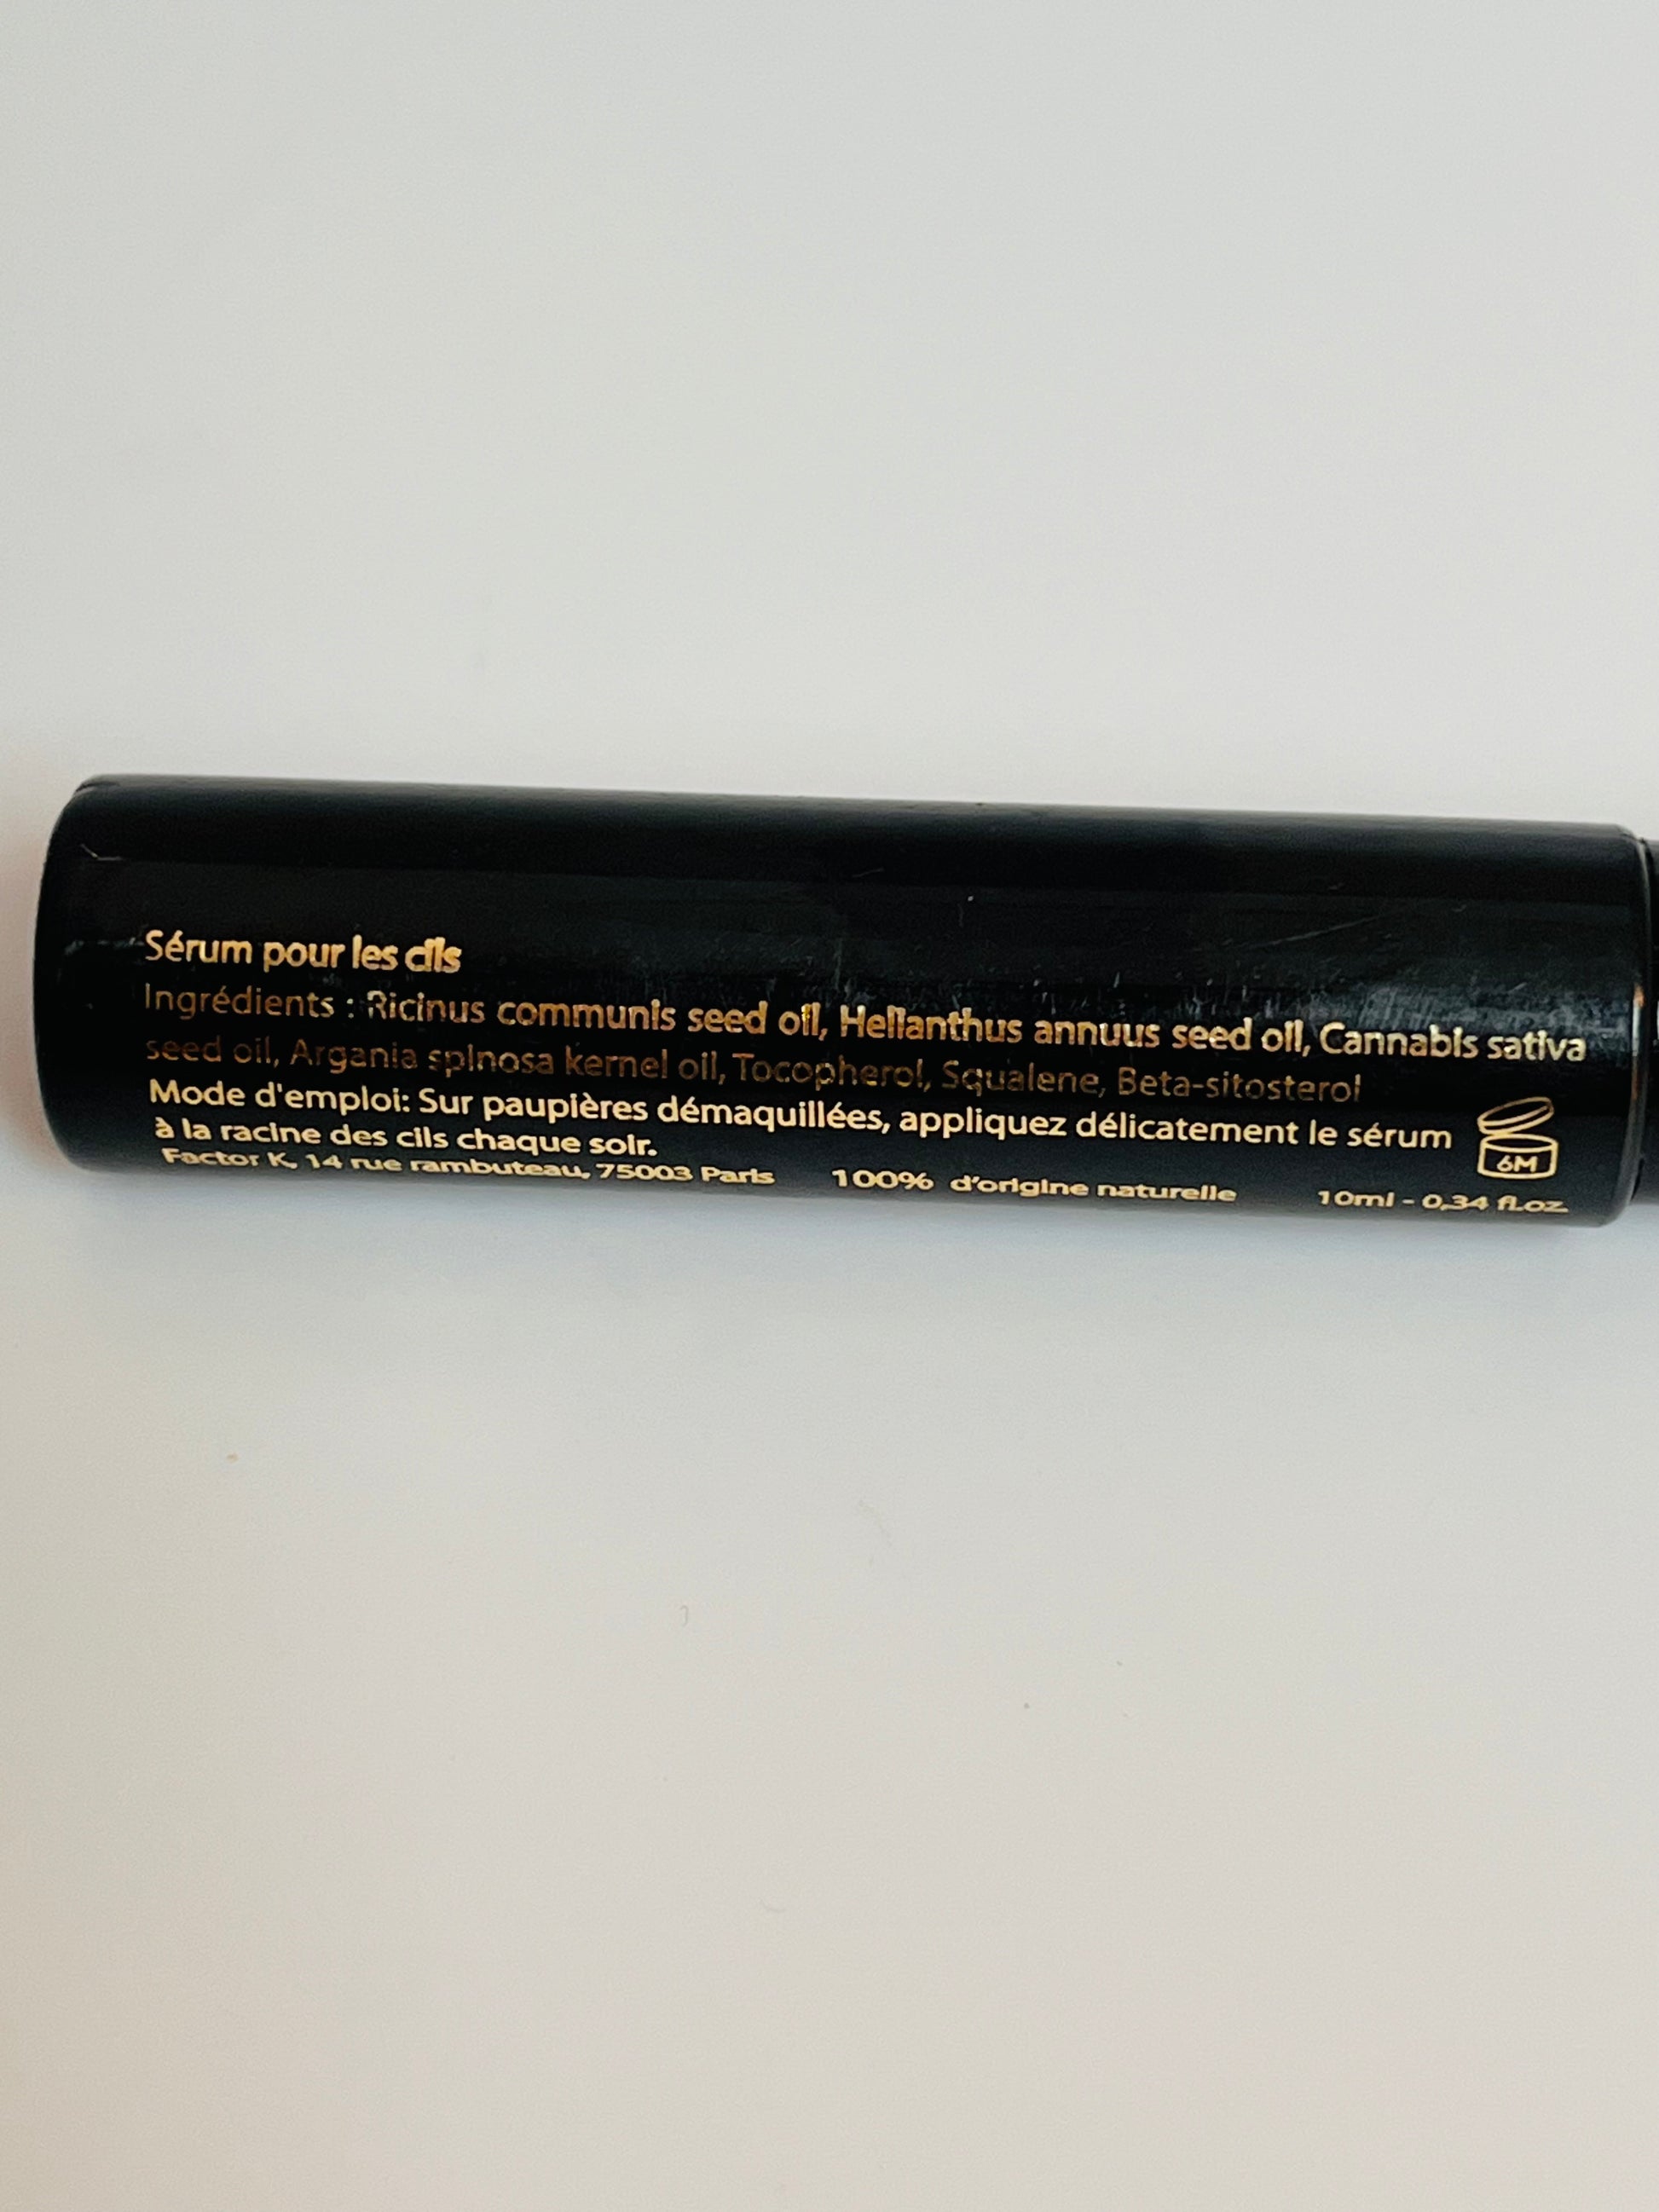 Sérum pour les cils
Ingrédients : Ricinus communis seed oil, Helianthus annuus seed oil, Cannabis sativa
seed oil, Argania spinosa kernel oil, Tocopherol, Squalene, Beta-sitosterol
Mode d'emploi: Sur paupières démaquillées, appliquez délicatement le sérum
à la racine des cils chaque soir.
6M
Factor K, 14 rue rambuteau, 75003 Paris 100% d'origine naturelle 10ml - 0,34 fl.oz